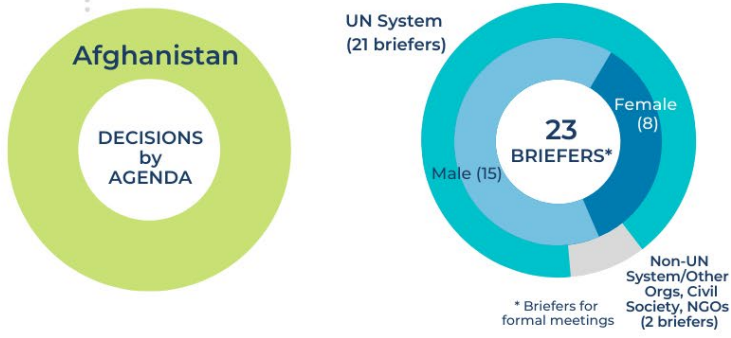 Afghanistan
DECISIONS
by
AGENDA
UN System
(21 briefers)
Female
(8)
23
BRIEFERS*
Male (15)
Non-UN
System/Other
Orgs, Civil
Society, NGOs
(2 briefers)
* Briefers for
formal meetings